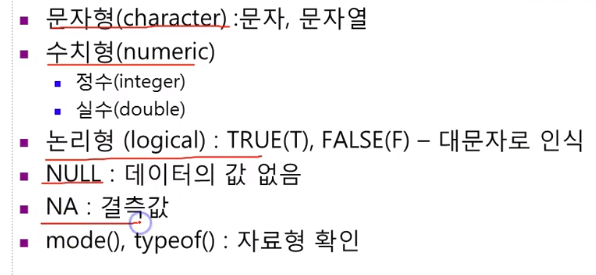 문자형(character) :문자, 문자열
수치형(numeric)
정수(integer)
실수(double)
논리형 (logical) : TRUE(T), FALSE(F) – 대문자로 인식
NULL : 데이터의 값 없음
NA : 결측값
mode(), typeof() : 자료형 확인